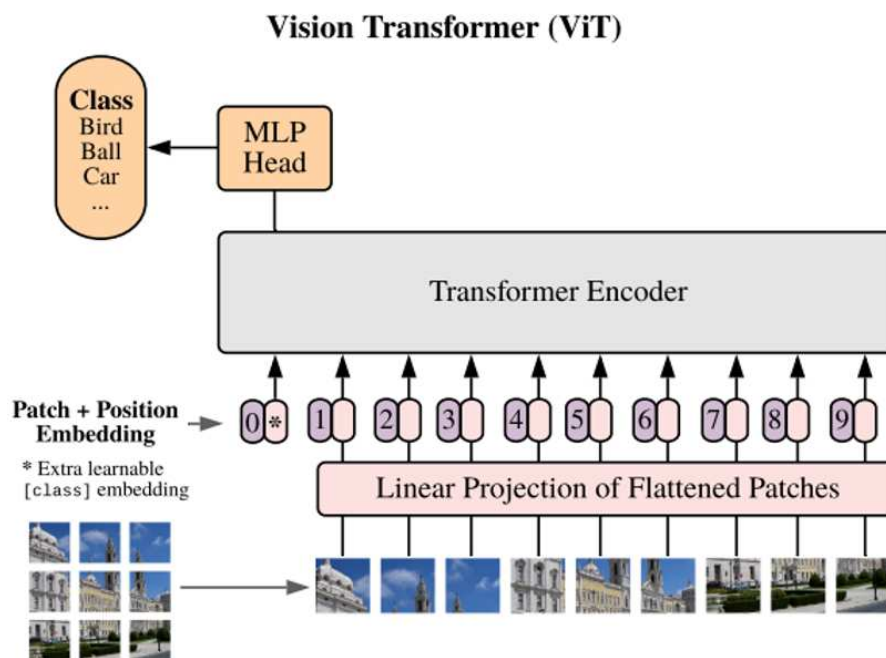 Vision Transformer (ViT)
Class
Bird
Ball
Car
...
MLP
Head
Transformer Encoder
Patch + Position
Embedding
0 * 1 2 3 4 5 6 7 8 9
* Extra learnable
[class] embedding
Linear Projection of Flattened Patches